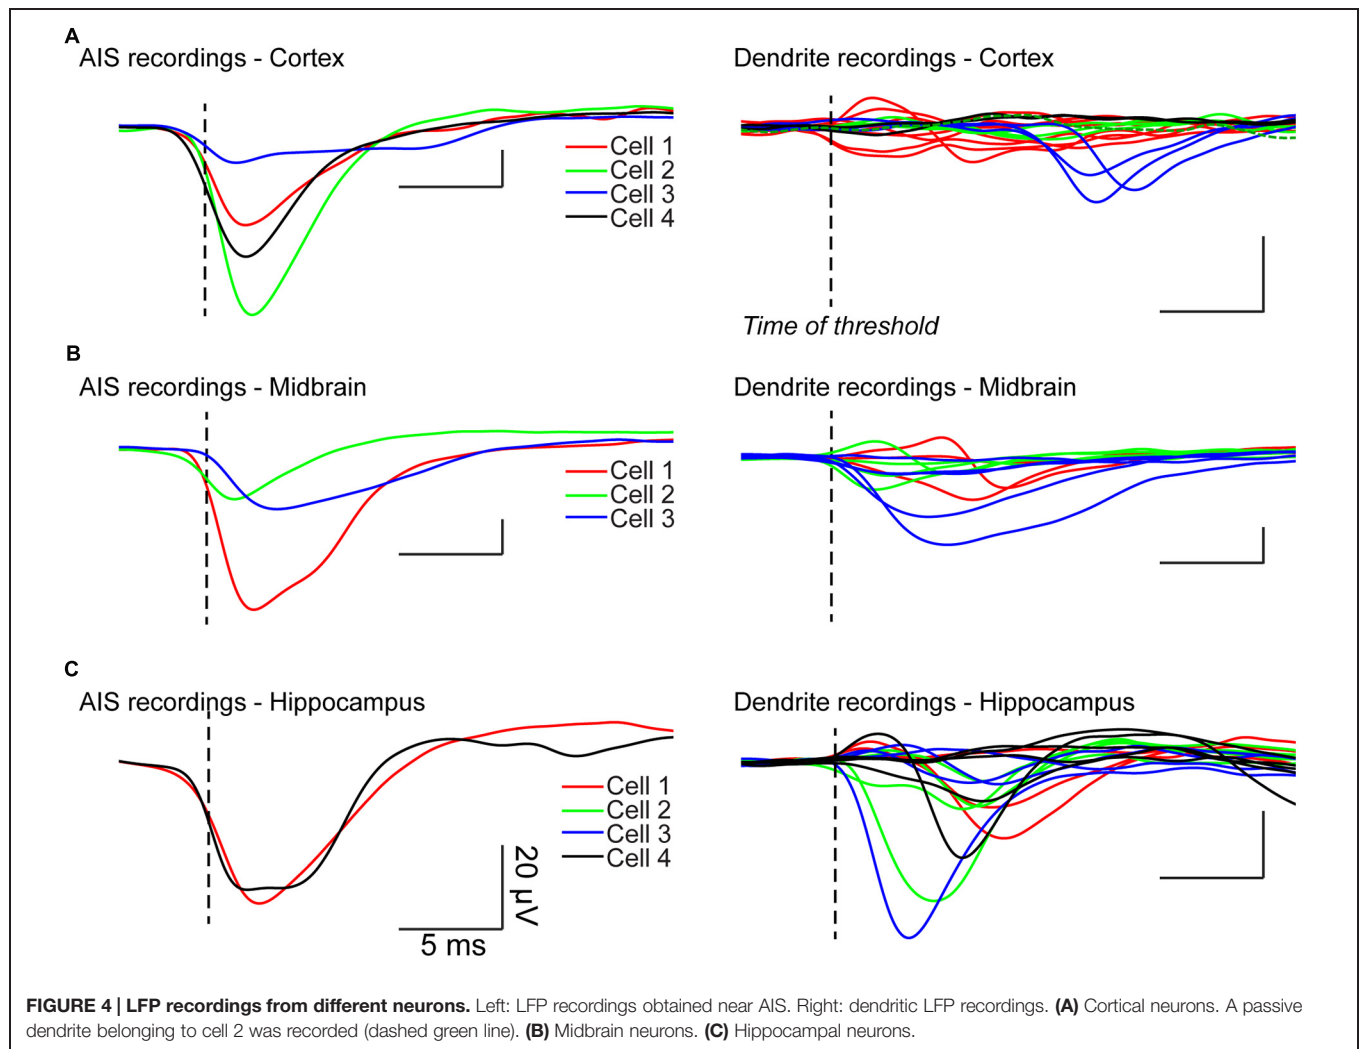 A
AIS recordings - Cortex
Dendrite recordings - Cortex
Cell 1
Cell 2
Cell 3
Cell 4
Time of threshold
B
AIS recordings - Midbrain
Dendrite recordings - Midbrain
Cell 1
Cell 2
Cell 3
C
AIS recordings - Hippocampus
Dendrite recordings - Hippocampus
Cell 1
Cell 2
Cell 3
Cell 4
20 µV
5 ms
FIGURE 4 | LFP recordings from different neurons. Left: LFP recordings obtained near AIS. Right: dendritic LFP recordings. (A) Cortical neurons. A passive
dendrite belonging to cell 2 was recorded (dashed green line). (B) Midbrain neurons. (C) Hippocampal neurons.